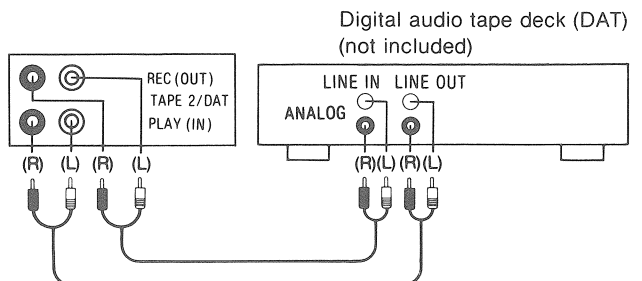 Digital audio tape deck (DAT)
(not included)
REC (OUT)
TAPE 2/DAT
PLAY (IN)
LINE IN LINE OUT
ANALOG
(R) (L) (R) (L)
(R)(L) (R)(L)